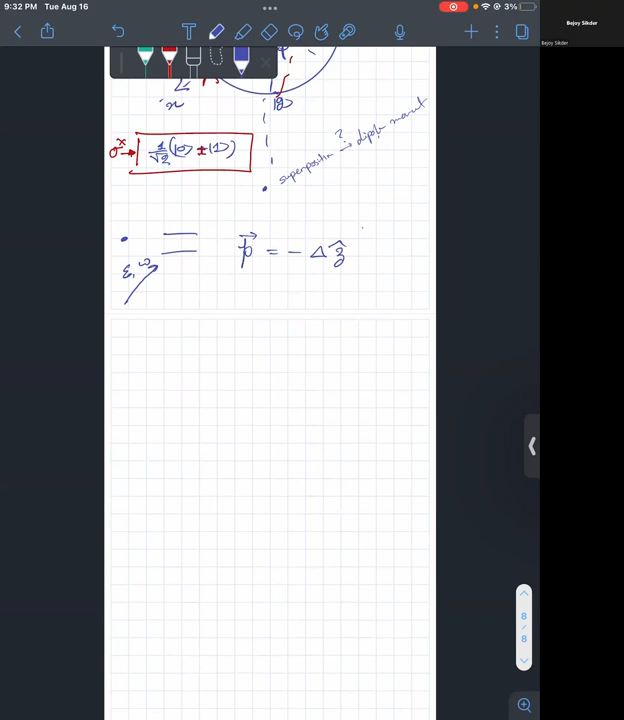 9:32 PM Tue Aug 16
3%
Bejoy Sikder
Bejoy Sikder
x
|g⟩
σˣ → 1/√2 (|0⟩ ± |1⟩)
superposition → dipole moment
?
ε, ω
p⃗ = − Δ ẑ
8
/
8